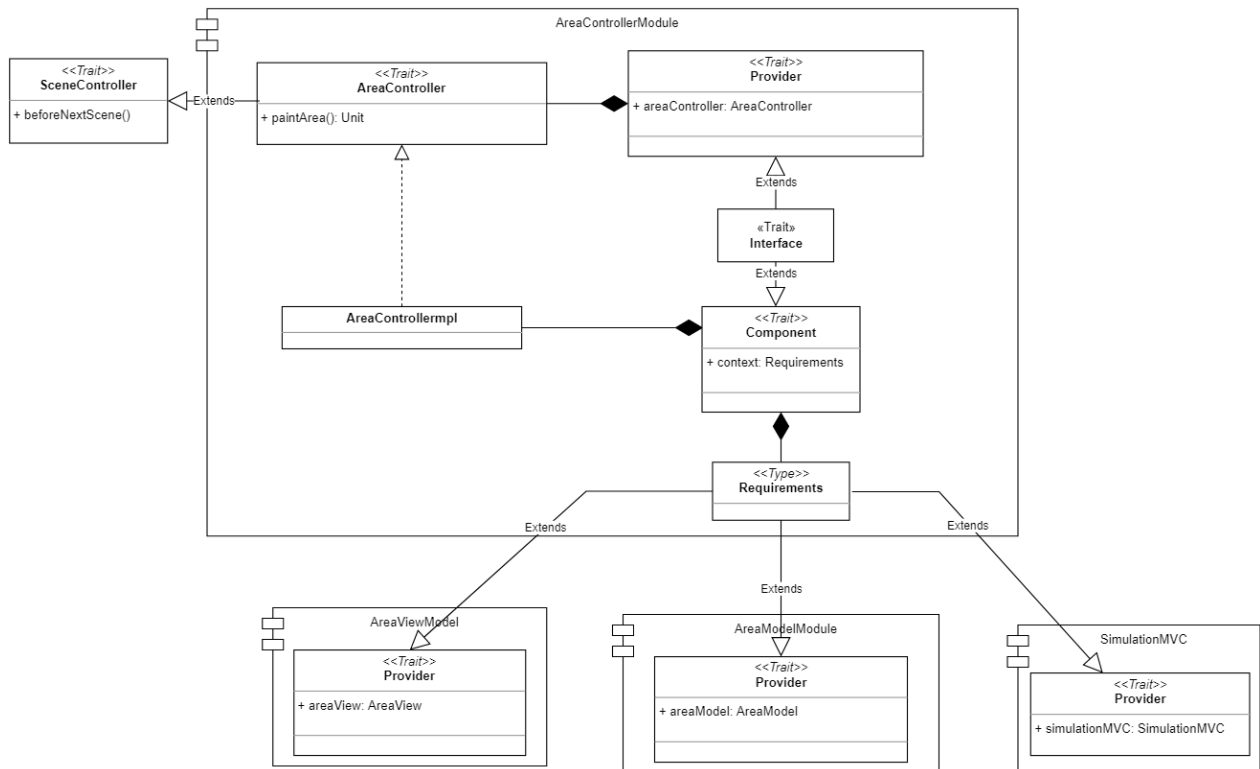 AreaControllerModule
<<Trait>>
SceneController
+ beforeNextScene()
Extends
<<Trait>>
AreaController
+ paintArea(): Unit
<<Trait>>
Provider
+ areaController: AreaController
Extends
«Trait»
Interface
Extends
AreaControllermpl
<<Trait>>
Component
+ context: Requirements
<<Type>>
Requirements
Extends
Extends
Extends
AreaViewModel
<<Trait>>
Provider
+ areaView: AreaView
AreaModelModule
<<Trait>>
Provider
+ areaModel: AreaModel
SimulationMVC
<<Trait>>
Provider
+ simulationMVC: SimulationMVC